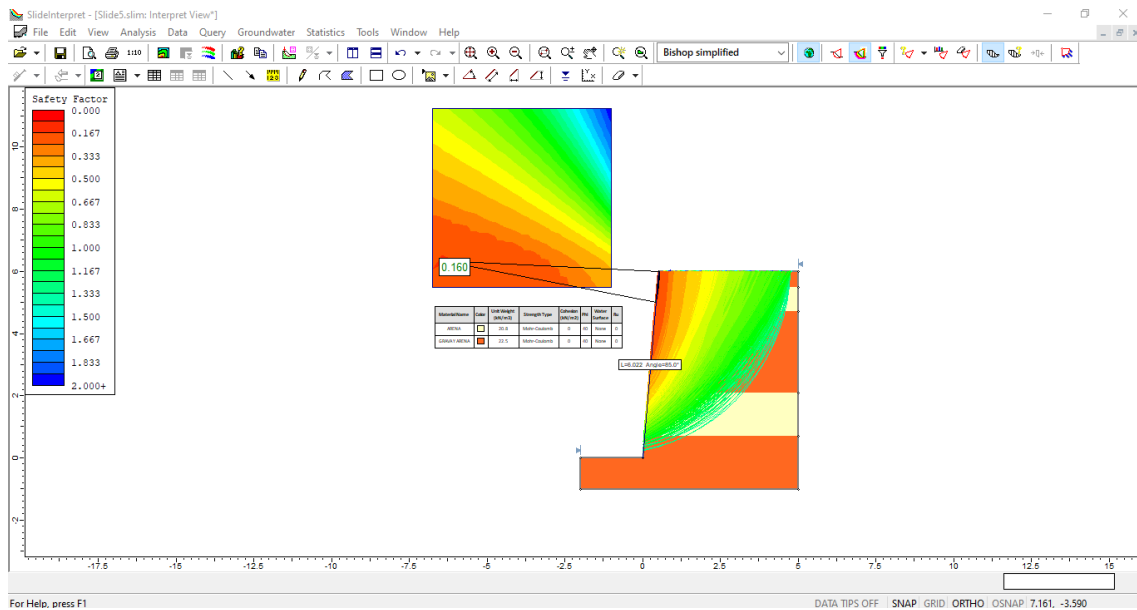 SlideInterpret - [Slide5.slim: Interpret View*]
File Edit View Analysis Data Query Groundwater Statistics Tools Window Help
1:10 Bishop simplified
Safety Factor
0.000
0.167
0.333
0.500
0.667
0.833
1.000
1.167
1.333
1.500
1.667
1.833
2.000+
0.160
Material Name Color Unit Weight (kN/m3) Strength Type Cohesion (kN/m2) Phi Water Surface Ru
ARENA Mohr-Coulomb 0 None 0
GRAVA Y ARENA 22.5 Mohr-Coulomb 0 40 None 0
L=6.022 Angle=85.0°
10
8
6
4
2
0
-2
-17.5 -15 -12.5 -10 -7.5 -5 -2.5 0 2.5 5 7.5 10 12.5 15
For Help, press F1 DATA TIPS OFF SNAP GRID ORTHO OSNAP 7.161, -3.590